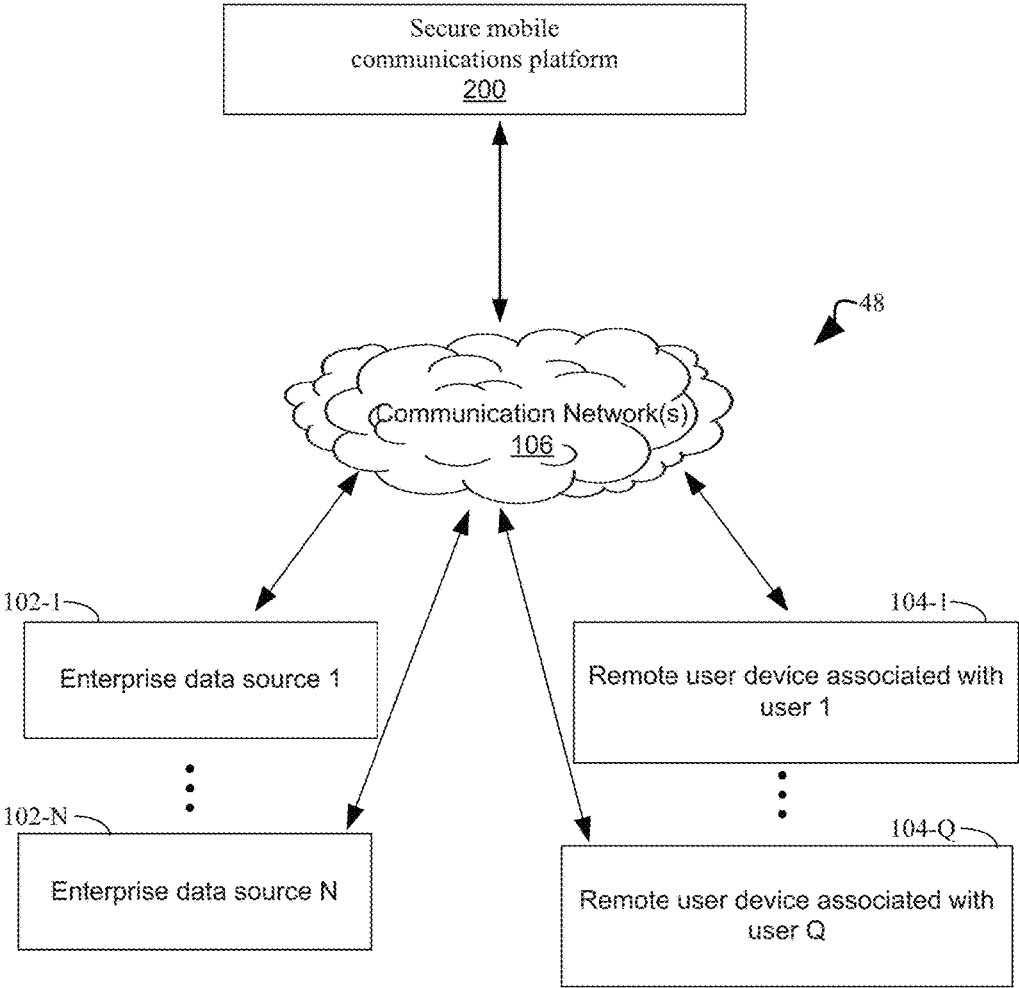 Secure mobile
communications platform
200
48
Communication Network(s)
106
102-1
Enterprise data source 1
104-1
Remote user device associated with
user 1
102-N
Enterprise data source N
104-Q
Remote user device associated with
user Q